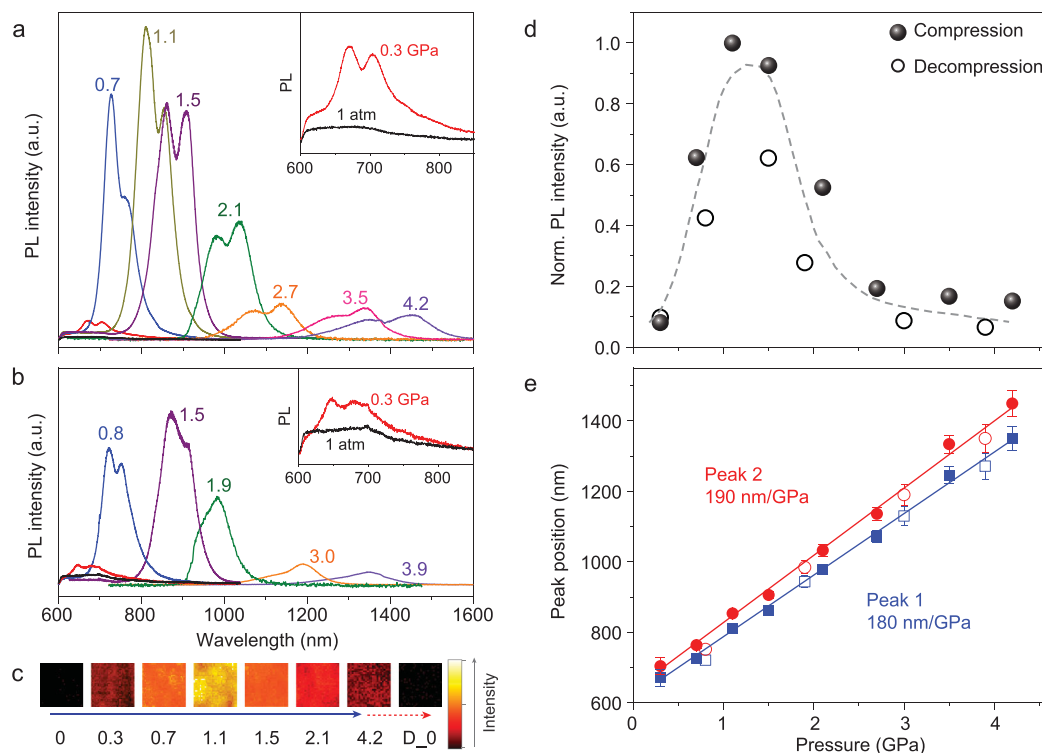 a
PL intensity (a.u.)
0.7
1.1
1.5
2.1
2.7
3.5
4.2
PL
0.3 GPa
1 atm
600
700
800
b
PL intensity (a.u.)
0.8
1.5
1.9
3.0
3.9
PL
0.3 GPa
1 atm
600
700
800
600
800
1000
1200
1400
1600
Wavelength (nm)
c
0
0.3
0.7
1.1
1.5
2.1
4.2
D_0
Intensity
d
Norm. PL intensity (a.u.)
1.0
0.8
0.6
0.4
0.2
0.0
Compression
Decompression
e
Peak position (nm)
1400
1200
1000
800
600
Peak 2
190 nm/GPa
Peak 1
180 nm/GPa
0
1
2
3
4
Pressure (GPa)